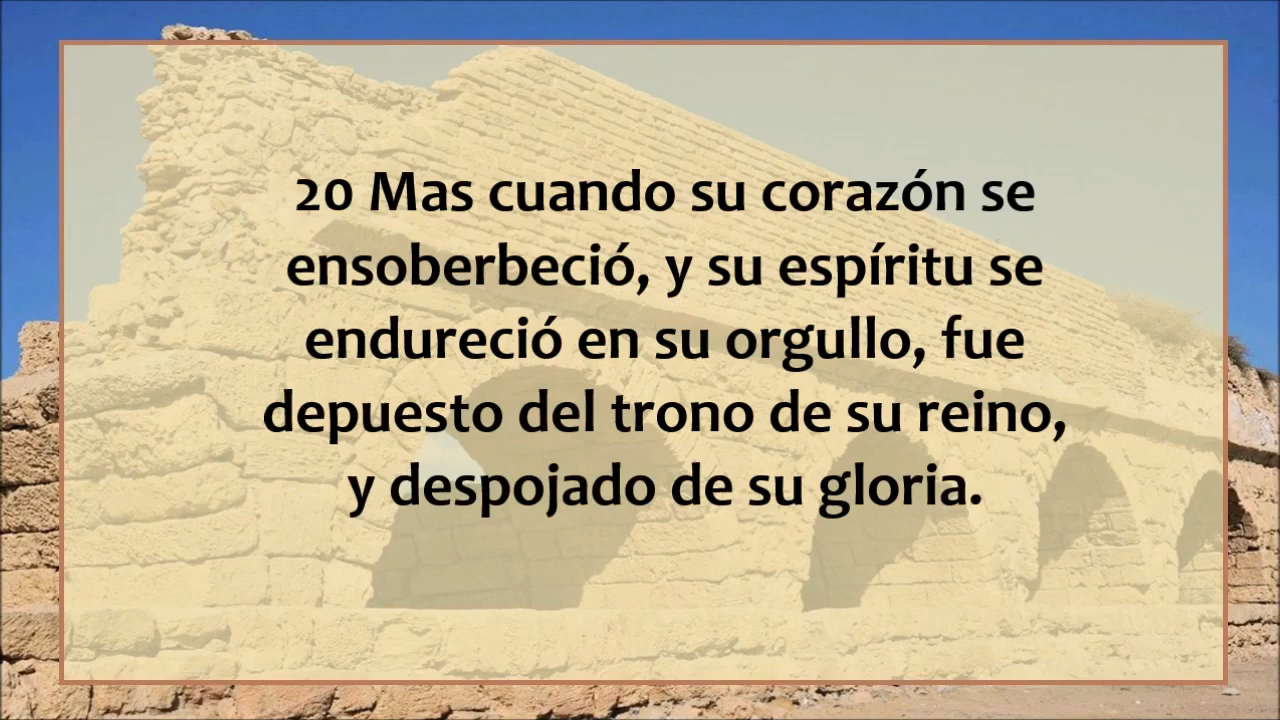 20 Mas cuando su corazón se
ensoberbeció, y su espíritu se
endureció en su orgullo, fue
depuesto del trono de su reino,
y despojado de su gloria.